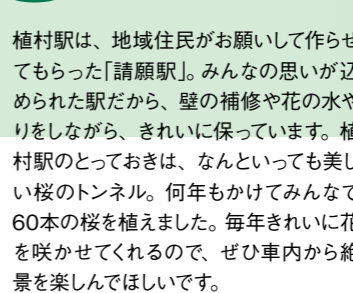 植村駅は、地域住民がお願いして作らせ
てもらった「請願駅」。みんなの思いが込
められた駅だから、壁の補修や花の水や
りをしながら、きれいに保っています。植
村駅のとっておきは、なんといっても美し
い桜のトンネル。何年もかけてみんなで
60本の桜を植えました。毎年きれいに花
を咲かせてくれるので、ぜひ車内から絶
景を楽しんでほしいです。